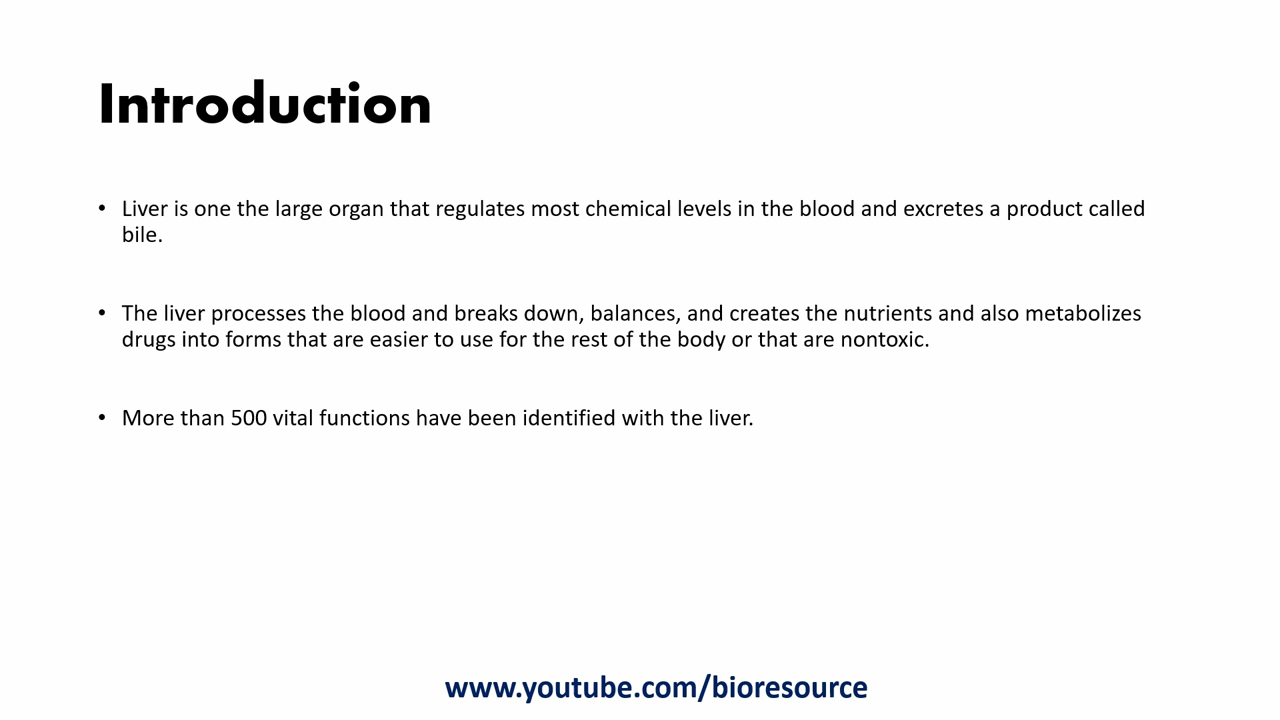 Introduction
• Liver is one the large organ that regulates most chemical levels in the blood and excretes a product called
bile.
• The liver processes the blood and breaks down, balances, and creates the nutrients and also metabolizes
drugs into forms that are easier to use for the rest of the body or that are nontoxic.
• More than 500 vital functions have been identified with the liver.
www.youtube.com/bioresource